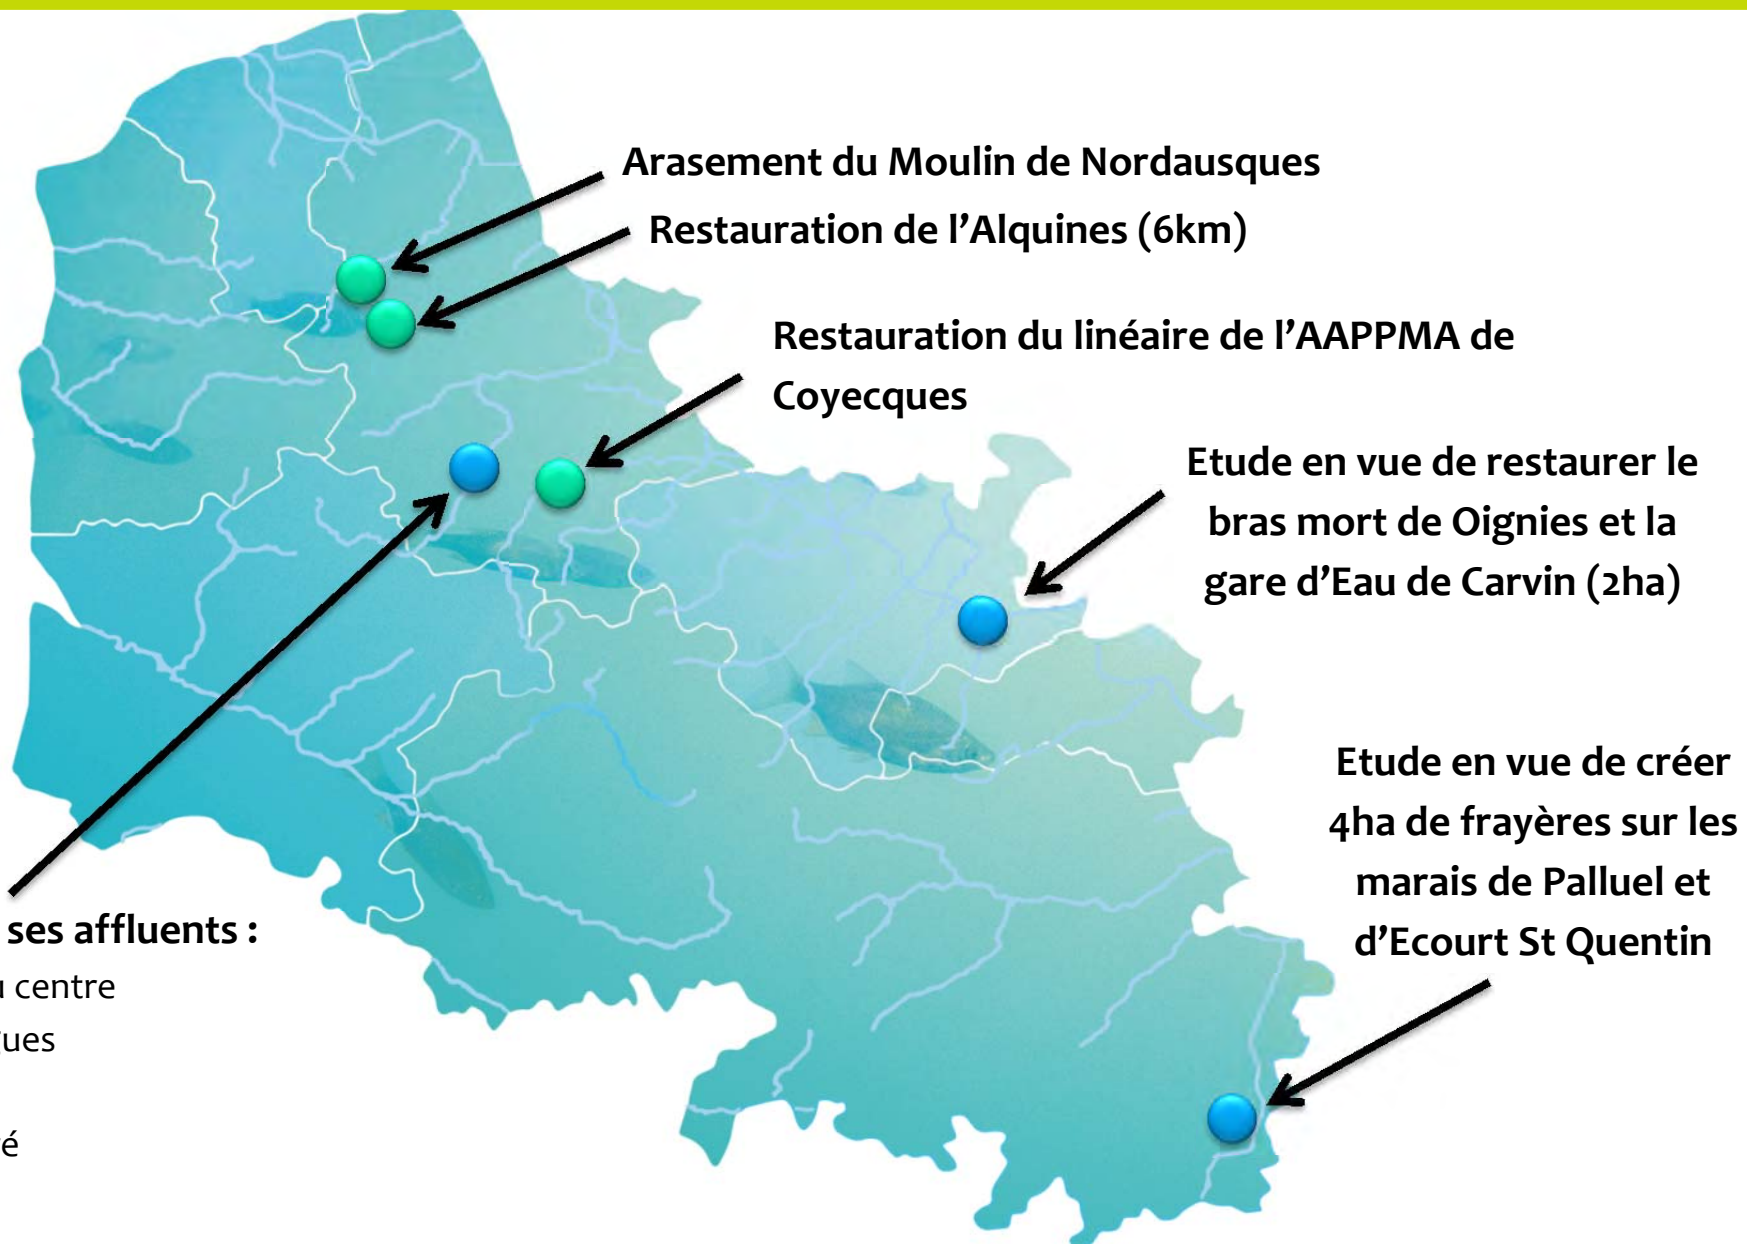 Arasement du Moulin de Nordausques
Restauration de l’Alquines (6km)
Restauration du linéaire de l’AAPPMA de
Coyecques
Etude en vue de restaurer le
bras mort de Oignies et la
gare d’Eau de Carvin (2ha)
Etude en vue de créer
4ha de frayères sur les
marais de Palluel et
d’Ecourt St Quentin
ses affluents :
centre